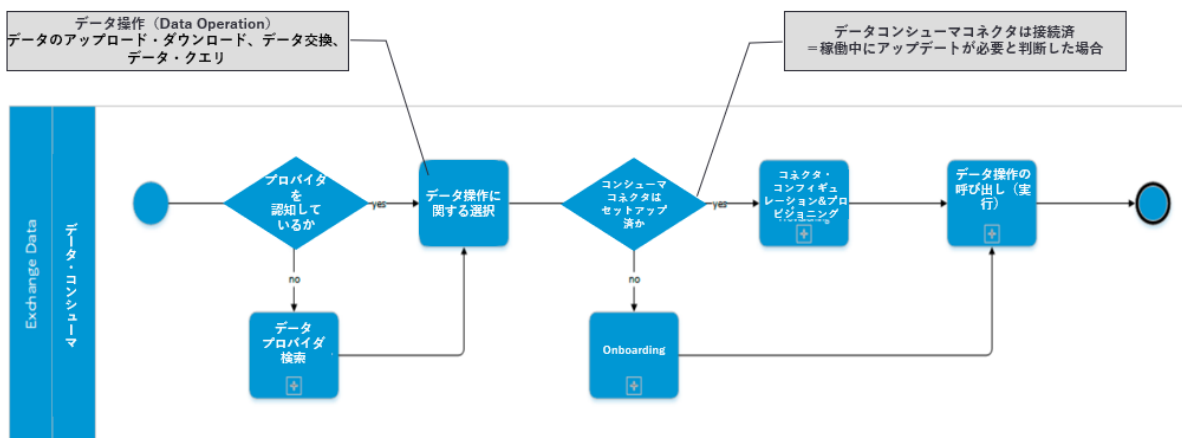 データ操作（Data Operation）
データのアップロード・ダウンロード、データ交換、
データ・クエリ
データコンシューマコネクタは接続済
＝稼働中にアップデートが必要と判断した場合
Exchange Data
データ・コンシューマ
プロバイダ
を
認知して
いるか
yes
no
データ
プロバイダ
検索
データ操作に
関する選択
コンシューマ
コネクタは
セットアップ
済か
yes
no
Onboarding
コネクタ・
コンフィギュ
レーション&プロ
ビジョニング
データ操作の
呼び出し（実
行）